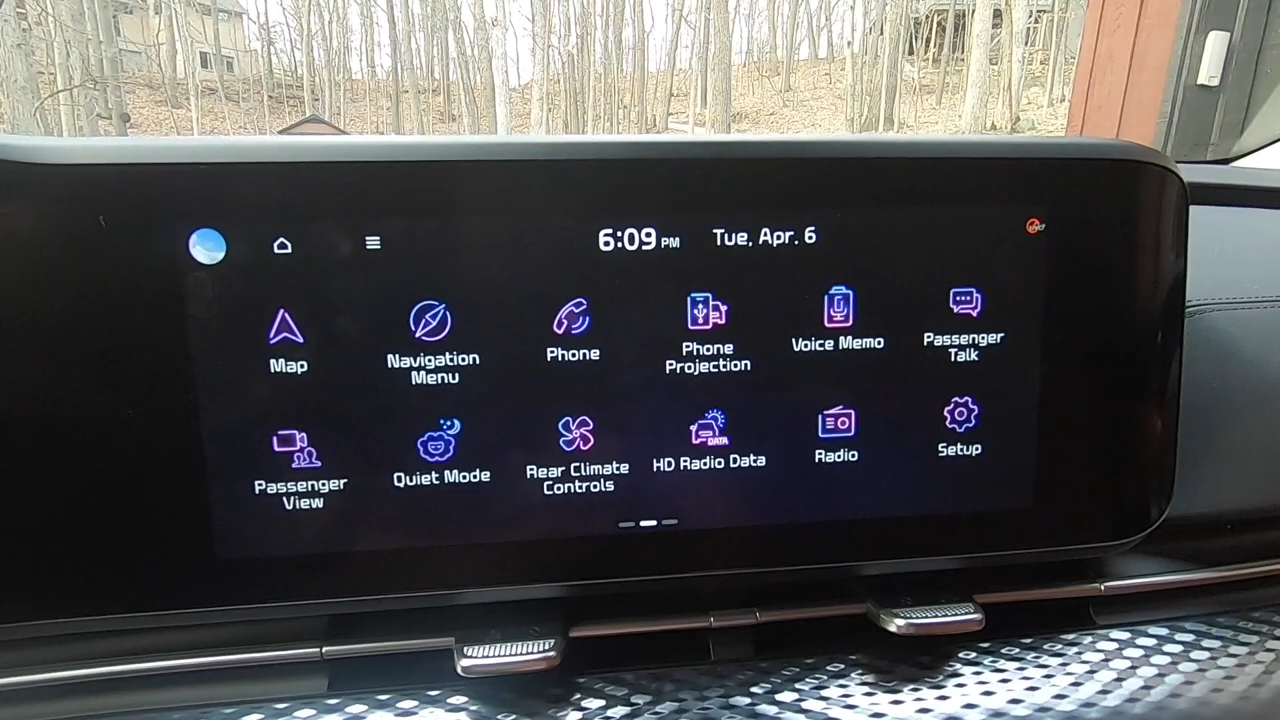 6:09 PM Tue, Apr. 6
Map
Navigation
Menu
Phone
Phone
Projection
Voice Memo
Passenger
Talk
Passenger
View
Quiet Mode
Rear Climate
Controls
DATA
HD Radio Data
Radio
Setup